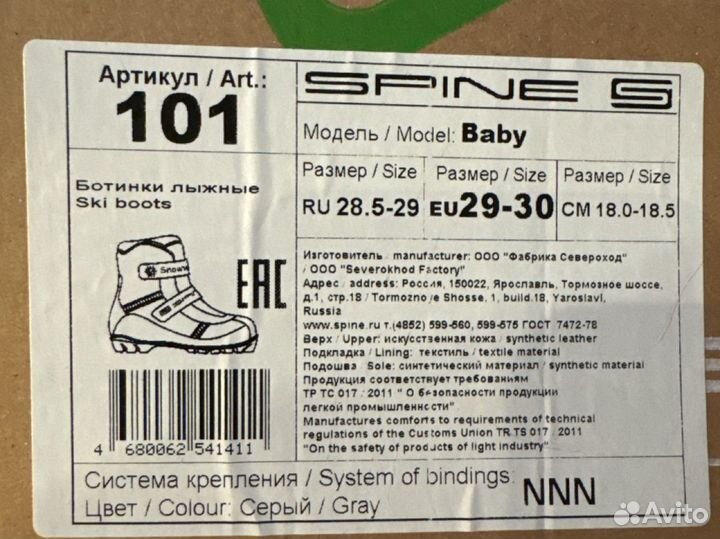 Артикул / Art.:
101
SPINE
Модель / Model: Baby
Размер / Size
RU 28.5-29
Размер / Size
EU 29-30
Размер / Size
CM 18.0-18.5
Ботинки лыжные
Ski boots
EAC
4 680062 541411
Изготовитель / manufacturer: ООО "Фабрика Североход"
/ ООО "Severokhod Factory"
Адрес / address: Россия, 150022, Ярославль, Тормозное шоссе,
д.1, стр.18 / Tormoznoje Shosse, 1, build.18, Yaroslavl,
Russia
www.spine.ru т.(4852) 599-560, 599-575 ГОСТ 7472-78
Верх / Upper: искусственная кожа / synthetic leather
Подкладка / Lining: текстиль / textile material
Подошва / Sole: синтетический материал / synthetic material
Продукция соответствует требованиям
ТР ТС 017 / 2011 " О безопасности продукции
легкой промышленности"
Manufactures comforts to requirements of technical
regulations of the Customs Union TR TS 017 / 2011
"On the safety of products of light industry"
Система крепления / System of bindings:
NNN
Цвет / Colour: Серый / Gray
Avito